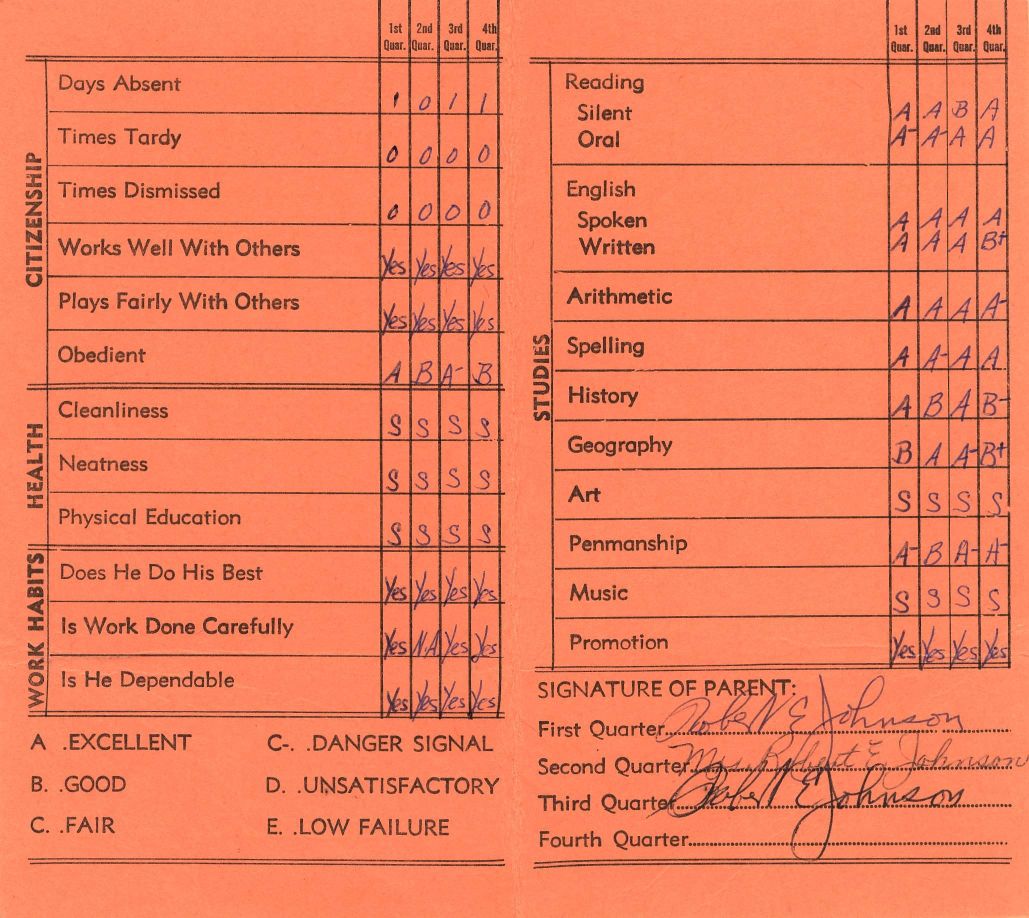 1st Quar. 2nd Quar. 3rd Quar. 4th Quar.
CITIZENSHIP
Days Absent 1 0 1 1
Times Tardy 0 0 0 0
Times Dismissed 0 0 0 0
Works Well With Others Yes Yes Yes Yes
Plays Fairly With Others Yes Yes Yes Yes
Obedient A B A- B
HEALTH
Cleanliness S S S S
Neatness S S S S
Physical Education S S S S
WORK HABITS
Does He Do His Best Yes Yes Yes Yes
Is Work Done Carefully Yes NA Yes Yes
Is He Dependable Yes Yes Yes Yes
A .EXCELLENT C-. .DANGER SIGNAL
B. .GOOD D. .UNSATISFACTORY
C. .FAIR E. .LOW FAILURE
1st Quar. 2nd Quar. 3rd Quar. 4th Quar.
STUDIES
Reading
Silent A A B A
Oral A- A- A A
English
Spoken A A A A
Written A A A B+
Arithmetic A A A A-
Spelling A A- A A
History A B A B-
Geography B A A- B+
Art S S S S
Penmanship A- B A- A-
Music S S S S
Promotion Yes Yes Yes Yes
SIGNATURE OF PARENT:
First Quarter Robert E Johnson
Second Quarter Mrs. Robert E. Johnson
Third Quarter Robert E Johnson
Fourth Quarter